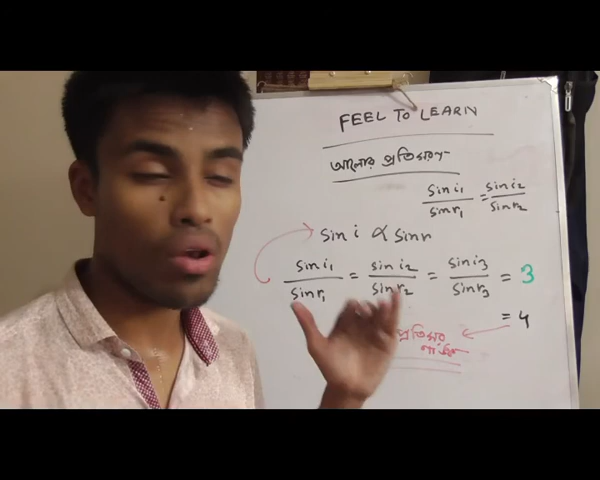 FEEL TO LEARN
আলোর প্রতিসরণ
sin i₁ / sin r₁ = sin i₂ / sin r₂
sin i ∝ sin r
sin i₁ / sin r₁ = sin i₂ / sin r₂ = sin i₃ / sin r₃ = 3
= 4
প্রতিসর